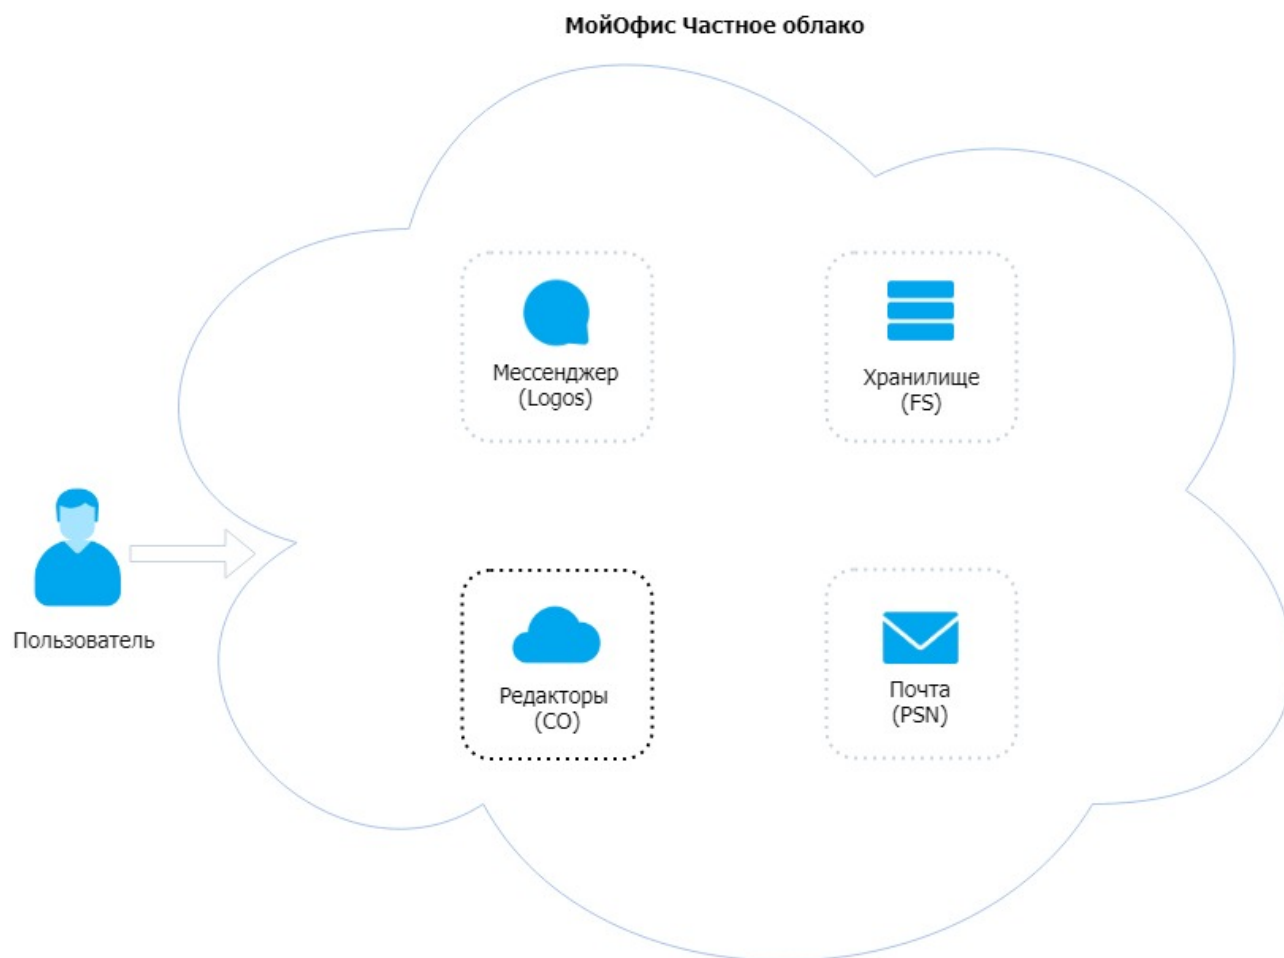 МойОфис Частное облако
Мессенджер
(Logos)
Хранилище
(FS)
Пользователь
Редакторы
(CO)
Почта
(PSN)